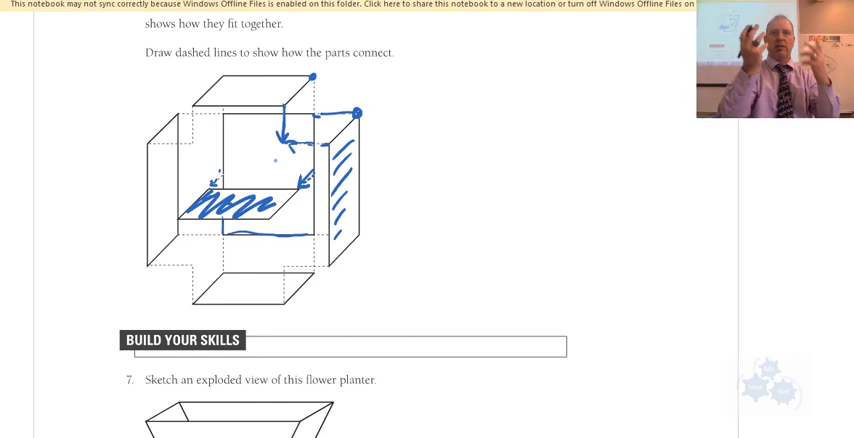 This notebook may not sync correctly because Windows Offline Files is enabled on this folder. Click here to share this notebook to a new location or turn off Windows Offline Files on
shows how they fit together.
Draw dashed lines to show how the parts connect.
BUILD YOUR SKILLS
7. Sketch an exploded view of this flower planter.